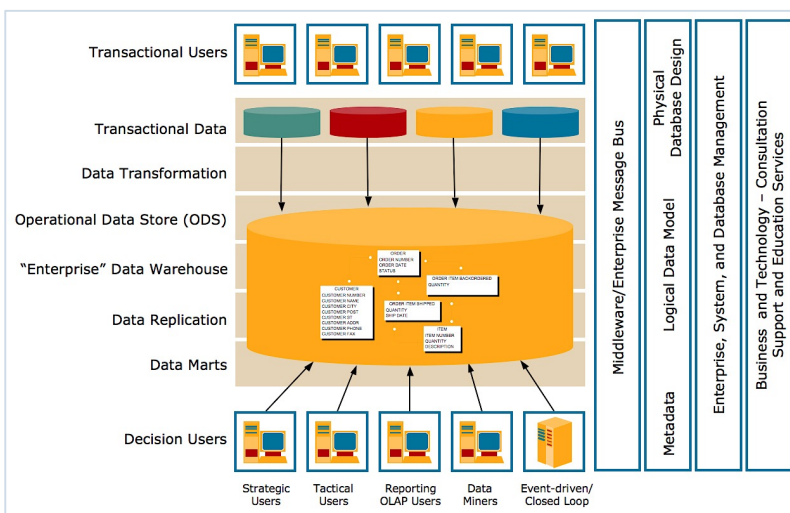 Transactional Users
Transactional Data
Data Transformation
Operational Data Store (ODS)
“Enterprise” Data Warehouse
Data Replication
Data Marts
Decision Users
ORDER
ORDER NUMBER
ORDER DATE
STATUS
ORDER ITEM BACKORDERED
QUANTITY
CUSTOMER
CUSTOMER NUMBER
CUSTOMER NAME
CUSTOMER CITY
CUSTOMER POST
CUSTOMER ST
CUSTOMER ADDR
CUSTOMER PHONE
CUSTOMER FAX
ORDER ITEM SHIPPED
QUANTITY
SHIP DATE
ITEM
ITEM NUMBER
QUANTITY
DESCRIPTION
Strategic
Users
Tactical
Users
Reporting
OLAP Users
Data
Miners
Event-driven/
Closed Loop
Middleware/Enterprise Message Bus
Physical
Database Design
Logical Data Model
Metadata
Enterprise, System, and Database Management
Business and Technology – Consultation
Support and Education Services